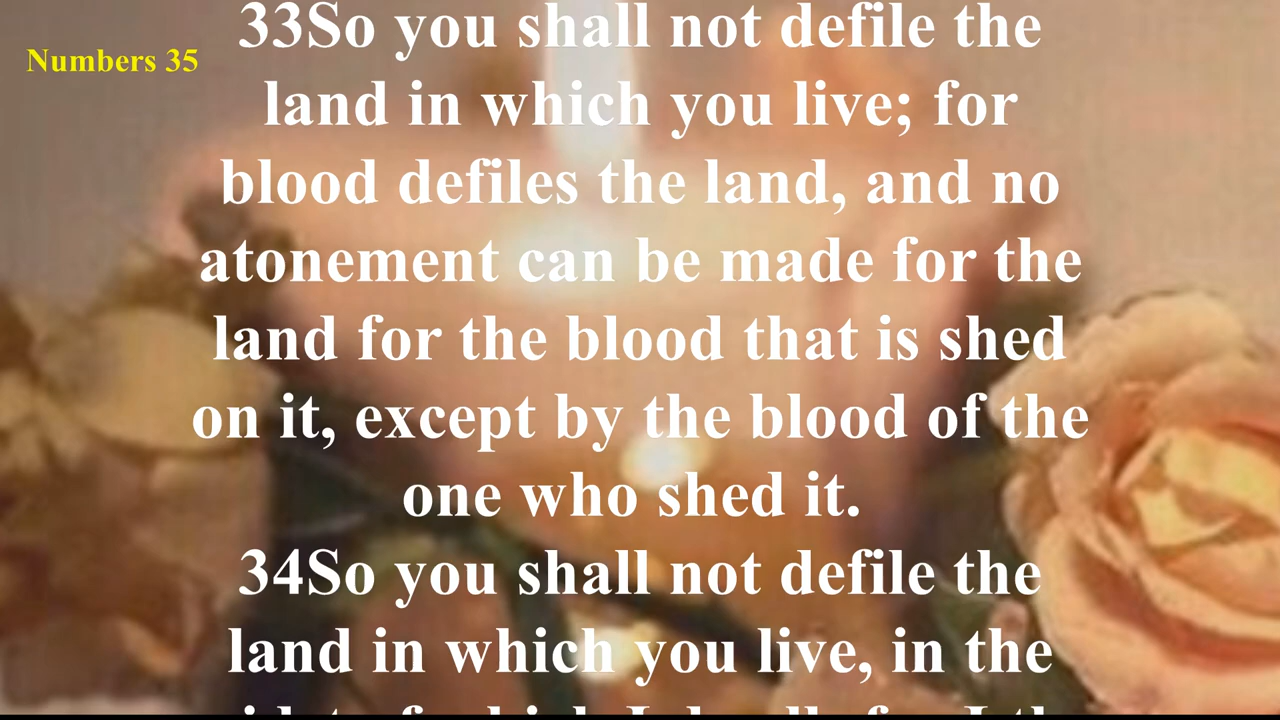 33So you shall not defile the
Numbers 35
land in which you live; for
blood defiles the land, and no
atonement can be made for the
land for the blood that is shed
on it, except by the blood of the
one who shed it.
34So you shall not defile the
land in which you live, in the